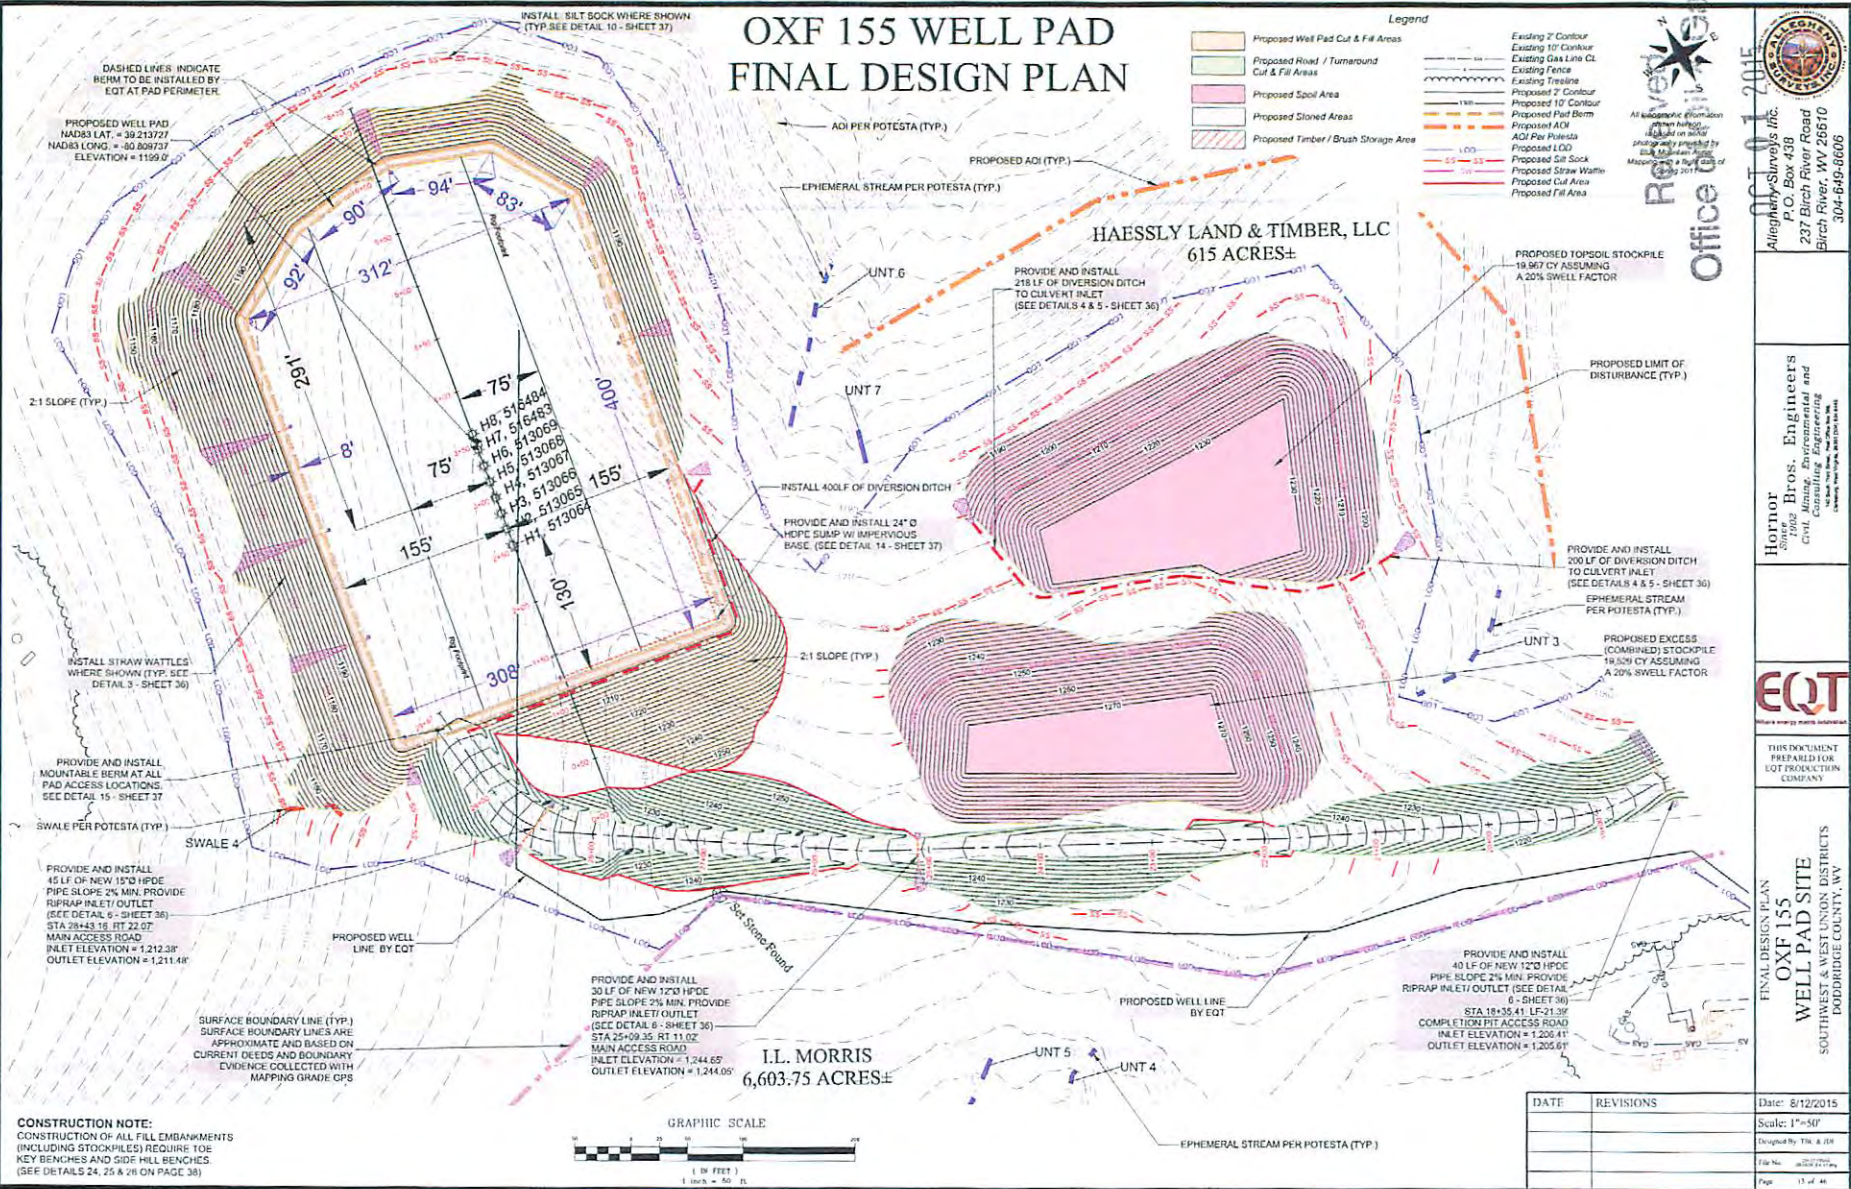 OXF 155 WELL PAD
FINAL DESIGN PLAN
INSTALL SILT SOCK WHERE SHOWN
(TYP.SEE DETAIL 10 - SHEET 37)
DASHED LINES INDICATE
BERM TO BE INSTALLED BY
EQT AT PAD PERIMETER.
PROPOSED WELL PAD
NAD83 LAT. = 39.213727
NAD83 LONG. = -80.809737
ELEVATION = 1199.0'
AOI PER POTESTA (TYP.)
PROPOSED AOI (TYP.)
EPHEMERAL STREAM PER POTESTA (TYP.)
Legend
Proposed Well Pad Cut & Fill Areas
Proposed Road / Turnaround
Cut & Fill Areas
Proposed Spoil Area
Proposed Stoned Areas
Proposed Timber / Brush Storage Area
Existing 2' Contour
Existing 10' Contour
Existing Gas Line CL
Existing Fence
Existing Treeline
Proposed 2' Contour
Proposed 10' Contour
Proposed Pad Berm
Proposed AOI
AOI Per Potesta
Proposed LOD
Proposed Silt Sock
Proposed Straw Wattle
Proposed Cut Area
Proposed Fill Area
Received
OCT 01 2015
HAESSLY LAND & TIMBER, LLC
615 ACRES±
PROVIDE AND INSTALL
218 LF OF DIVERSION DITCH
TO CULVERT INLET
(SEE DETAILS 4 & 5 - SHEET 36)
PROPOSED TOPSOIL STOCKPILE
19,967 CY ASSUMING
A 20% SWELL FACTOR
PROPOSED LIMIT OF
DISTURBANCE (TYP.)
UNT 6
UNT 7
94'
90'
83'
92'
312'
291'
400'
75'
8'
75'
155'
155'
130'
308'
Rig Footprint
Rig Footprint
H8, 516484
H7, 516483
H6, 513069
H5, 513068
H4, 513067
H3, 513066
H2, 513065
H1, 513064
2:1 SLOPE (TYP.)
INSTALL 400LF OF DIVERSION DITCH
PROVIDE AND INSTALL 24" Ø
HDPE SUMP W/ IMPERVIOUS
BASE. (SEE DETAIL 14 - SHEET 37)
PROVIDE AND INSTALL
200 LF OF DIVERSION DITCH
TO CULVERT INLET
(SEE DETAILS 4 & 5 - SHEET 36)
EPHEMERAL STREAM
PER POTESTA (TYP.)
UNT 3
PROPOSED EXCESS
(COMBINED) STOCKPILE
18,529 CY ASSUMING
A 20% SWELL FACTOR
INSTALL STRAW WATTLES
WHERE SHOWN (TYP. SEE
DETAIL 3 - SHEET 36)
2:1 SLOPE (TYP.)
PROVIDE AND INSTALL
MOUNTABLE BERM AT ALL
PAD ACCESS LOCATIONS.
SEE DETAIL 15 - SHEET 37
SWALE PER POTESTA (TYP.)
SWALE 4
PROVIDE AND INSTALL
45 LF OF NEW 15"Ø HPDE
PIPE SLOPE 2% MIN. PROVIDE
RIPRAP INLET/ OUTLET
(SEE DETAIL 6 - SHEET 36)
STA 28+43.16 RT 22.07'
MAIN ACCESS ROAD
INLET ELEVATION = 1,212.38'
OUTLET ELEVATION = 1,211.48'
PROPOSED WELL
LINE BY EQT
Set Stone Found
SURFACE BOUNDARY LINE (TYP.)
SURFACE BOUNDARY LINES ARE
APPROXIMATE AND BASED ON
CURRENT DEEDS AND BOUNDARY
EVIDENCE COLLECTED WITH
MAPPING GRADE GPS
PROVIDE AND INSTALL
30 LF OF NEW 12"Ø HPDE
PIPE SLOPE 2% MIN. PROVIDE
RIPRAP INLET/ OUTLET
(SEE DETAIL 6 - SHEET 36)
STA 25+09.35 RT 11.02'
MAIN ACCESS ROAD
INLET ELEVATION = 1,244.65'
OUTLET ELEVATION = 1,244.05'
I.L. MORRIS
6,603.75 ACRES±
PROPOSED WELL LINE
BY EQT
PROVIDE AND INSTALL
40 LF OF NEW 12"Ø HPDE
PIPE SLOPE 2% MIN. PROVIDE
RIPRAP INLET/ OUTLET (SEE DETAIL
6 - SHEET 36)
STA 18+35.41 LF-21.39'
COMPLETION PIT ACCESS ROAD
INLET ELEVATION = 1,206.41'
OUTLET ELEVATION = 1,205.61'
UNT 5
UNT 4
EPHEMERAL STREAM PER POTESTA (TYP.)
CONSTRUCTION NOTE:
CONSTRUCTION OF ALL FILL EMBANKMENTS
(INCLUDING STOCKPILES) REQUIRE TOE
KEY BENCHES AND SIDE HILL BENCHES.
(SEE DETAILS 24, 25 & 26 ON PAGE 38)
GRAPHIC SCALE
( IN FEET )
1 inch = 50 ft.
ALLEGHENY
SURVEYS, INC.
Allegheny Surveys Inc.
P.O. Box 438
237 Birch River Road
Birch River, WV 26610
304-649-8606
Hornor Bros. Engineers
Since 1902
Civil, Mining, Environmental and
Consulting Engineering
EQT
Where energy meets innovation
THIS DOCUMENT
PREPARED FOR
EQT PRODUCTION
COMPANY
FINAL DESIGN PLAN
OXF 155
WELL PAD SITE
SOUTHWEST & WEST UNION DISTRICTS
DODDRIDGE COUNTY, WV
DATE
REVISIONS
Date: 8/12/2015
Scale: 1"=50'
File No.
Page 13 of 46